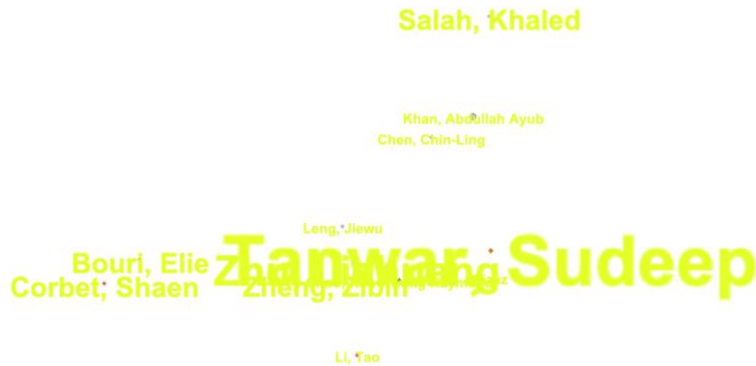 Salah, Khaled
Khan, Abdullah Ayub
Chen, Chin-Ling
Leng, Jiewu
Tanwar, Sudeep
Bouri, Elie
Zhu,
Corbet, Shaen
Zheng, Zibin
Li, Tao